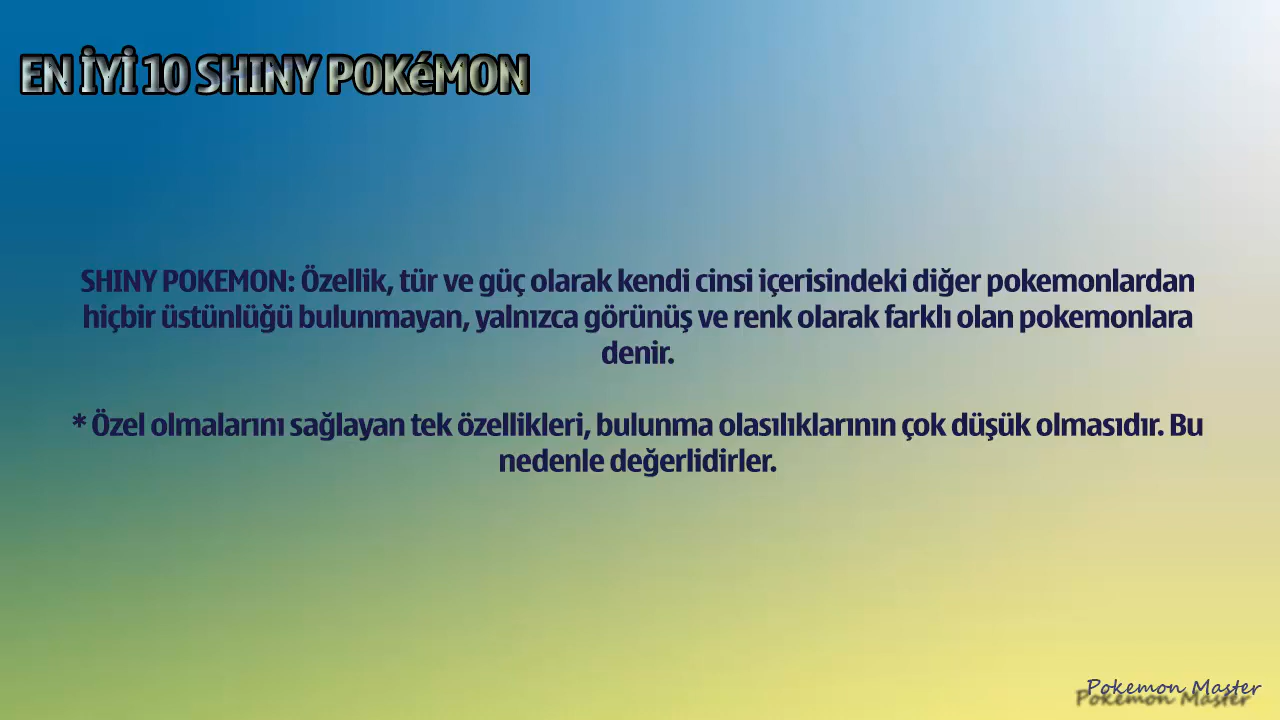 EN İYİ 10 SHINY POKéMON
SHINY POKEMON: Özellik, tür ve güç olarak kendi cinsi içerisindeki diğer pokemonlardan
hiçbir üstünlüğü bulunmayan, yalnızca görünüş ve renk olarak farklı olan pokemonlara
denir.
* Özel olmalarını sağlayan tek özellikleri, bulunma olasılıklarının çok düşük olmasıdır. Bu
nedenle değerlidirler.
Pokemon Master